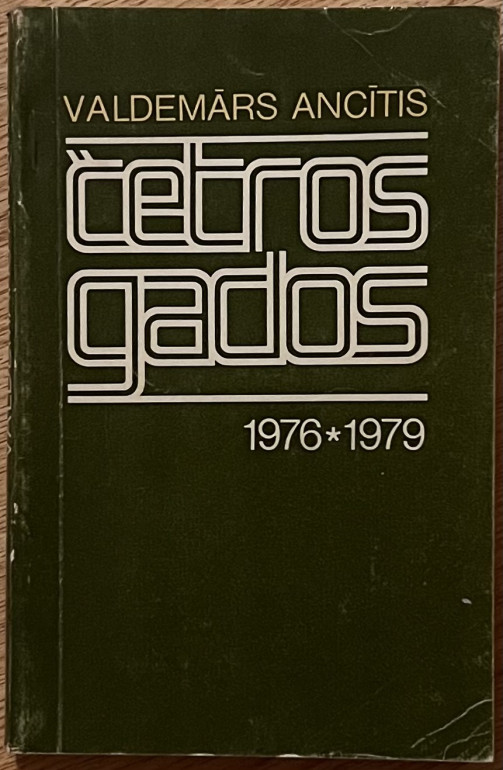 VALDEMĀRS ANCĪTIS
četros
gados
1976*1979